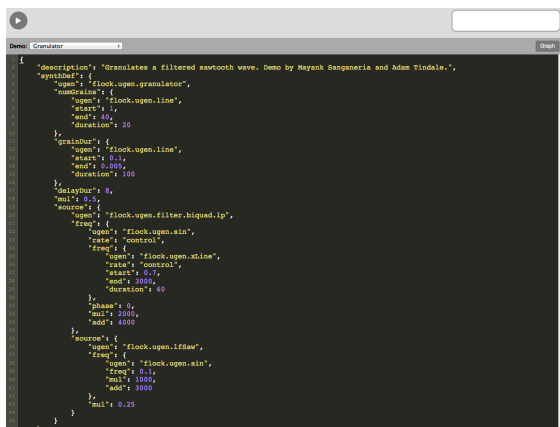 Demo: Granulator Graph
{
"description": "Granulates a filtered sawtooth wave. Demo by Mayank Sanganeria and Adam Tindale.",
"synthDef": {
"ugen": "flock.ugen.granulator",
"numGrains": {
"ugen": "flock.ugen.line",
"start": 1,
"end": 40,
"duration": 20
},
"grainDur": {
"ugen": "flock.ugen.line",
"start": 0.1,
"end": 0.005,
"duration": 100
},
"delayDur": 8,
"mul": 0.5,
"source": {
"ugen": "flock.ugen.filter.biquad.lp",
"freq": {
"ugen": "flock.ugen.sin",
"rate": "control",
"freq": {
"ugen": "flock.ugen.xLine",
"rate": "control",
"start": 0.7,
"end": 3000,
"duration": 60
},
"phase": 0,
"mul": 2000,
"add": 4000
},
"source": {
"ugen": "flock.ugen.lfSaw",
"freq": {
"ugen": "flock.ugen.sin",
"freq": 0.1,
"mul": 1000,
"add": 3000
},
"mul": 0.25
}
}